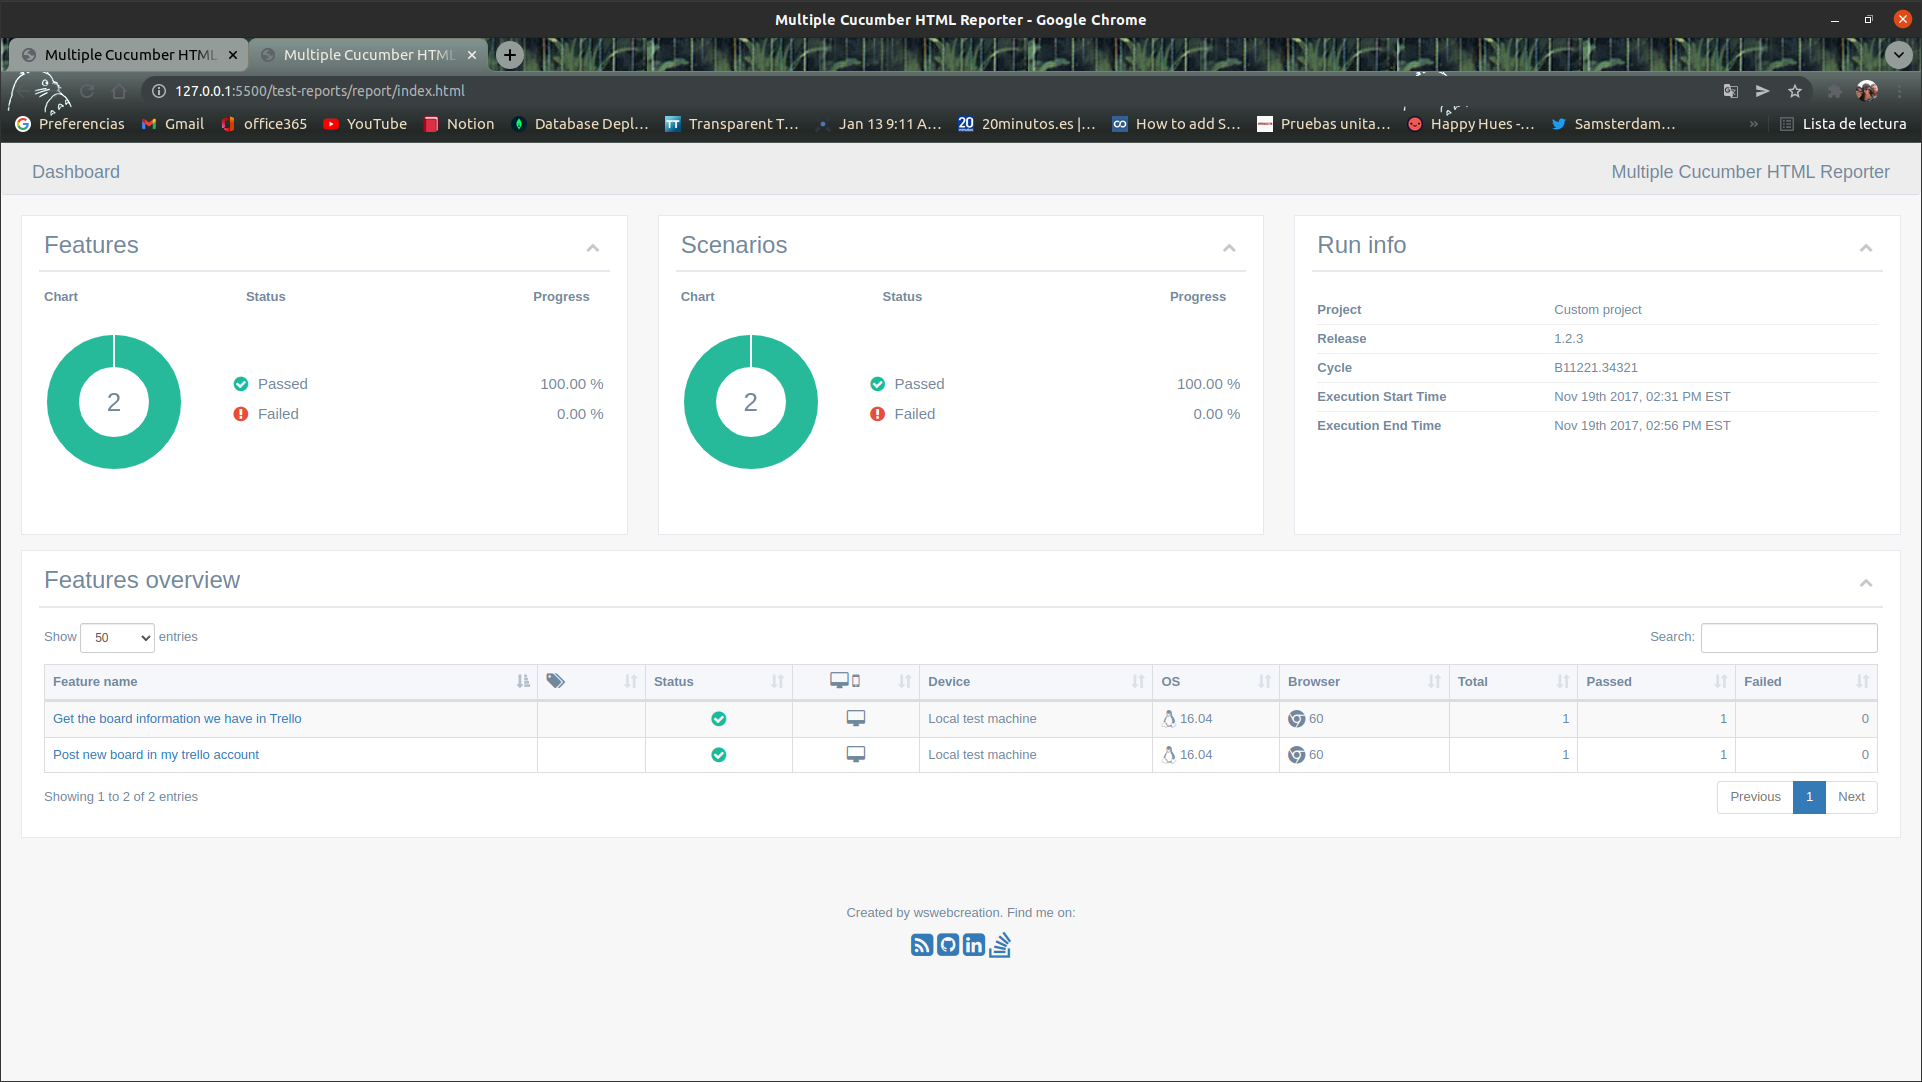 Multiple Cucumber HTML Reporter - Google Chrome
Multiple Cucumber HTML
Multiple Cucumber HTML
127.0.0.1:5500/test-reports/report/index.html
Preferencias Gmail office365 YouTube Notion Database Depl... Transparent T... Jan 13 9:11 A... 20minutos.es |... How to add S... Pruebas unita... Happy Hues -... Samsterdam... » Lista de lectura
Dashboard Multiple Cucumber HTML Reporter
Features
Chart Status Progress
2
Passed 100.00 %
Failed 0.00 %
Scenarios
Chart Status Progress
2
Passed 100.00 %
Failed 0.00 %
Run info
Project Custom project
Release 1.2.3
Cycle B11221.34321
Execution Start Time Nov 19th 2017, 02:31 PM EST
Execution End Time Nov 19th 2017, 02:56 PM EST
Features overview
Show 50 entries Search:
Feature name Status Device OS Browser Total Passed Failed
Get the board information we have in Trello Local test machine 16.04 60 1 1 0
Post new board in my trello account Local test machine 16.04 60 1 1 0
Showing 1 to 2 of 2 entries Previous 1 Next
Created by wswebcreation. Find me on: